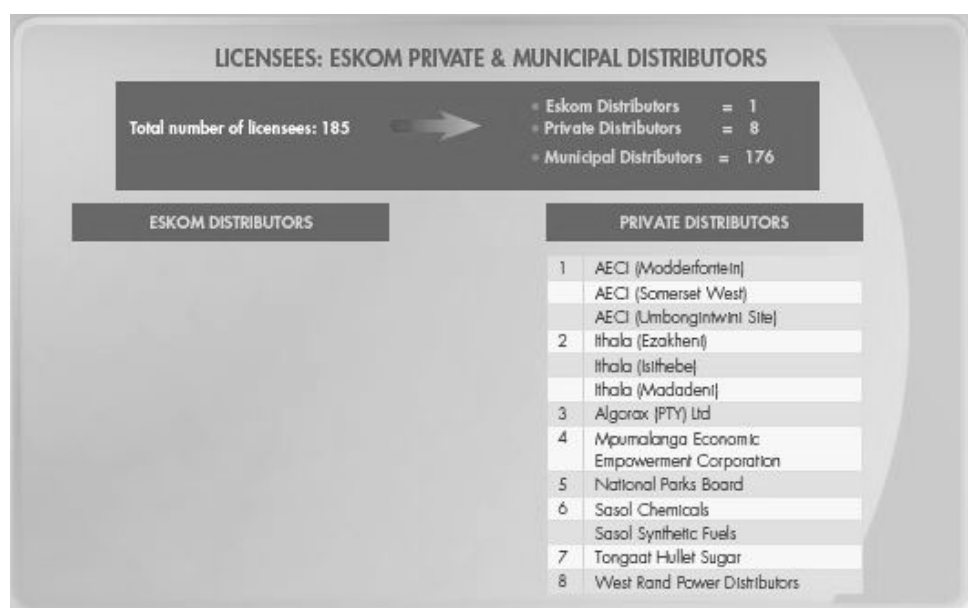 LICENSEES: ESKOM PRIVATE & MUNICIPAL DISTRIBUTORS
Total number of licensees: 185
• Eskom Distributors = 1
• Private Distributors = 8
• Municipal Distributors = 176
ESKOM DISTRIBUTORS
PRIVATE DISTRIBUTORS
1 AECI (Modderfontein)
AECI (Somerset West)
AECI (Umbongintwini Site)
2 Ithala (Ezakheni)
Ithala (Isithebe)
Ithala (Madadeni)
3 Algorax (PTY) Ltd
4 Mpumalanga Economic
Empowerment Corporation
5 National Parks Board
6 Sasol Chemicals
Sasol Synthetic Fuels
7 Tongaat Hullet Sugar
8 West Rand Power Distributors